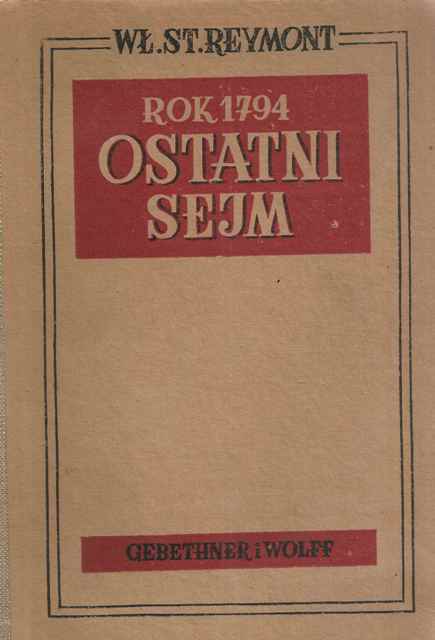 WŁ.ST.REYMONT
ROK 1794
OSTATNI
SEJM
GEBETHNER i WOLFF